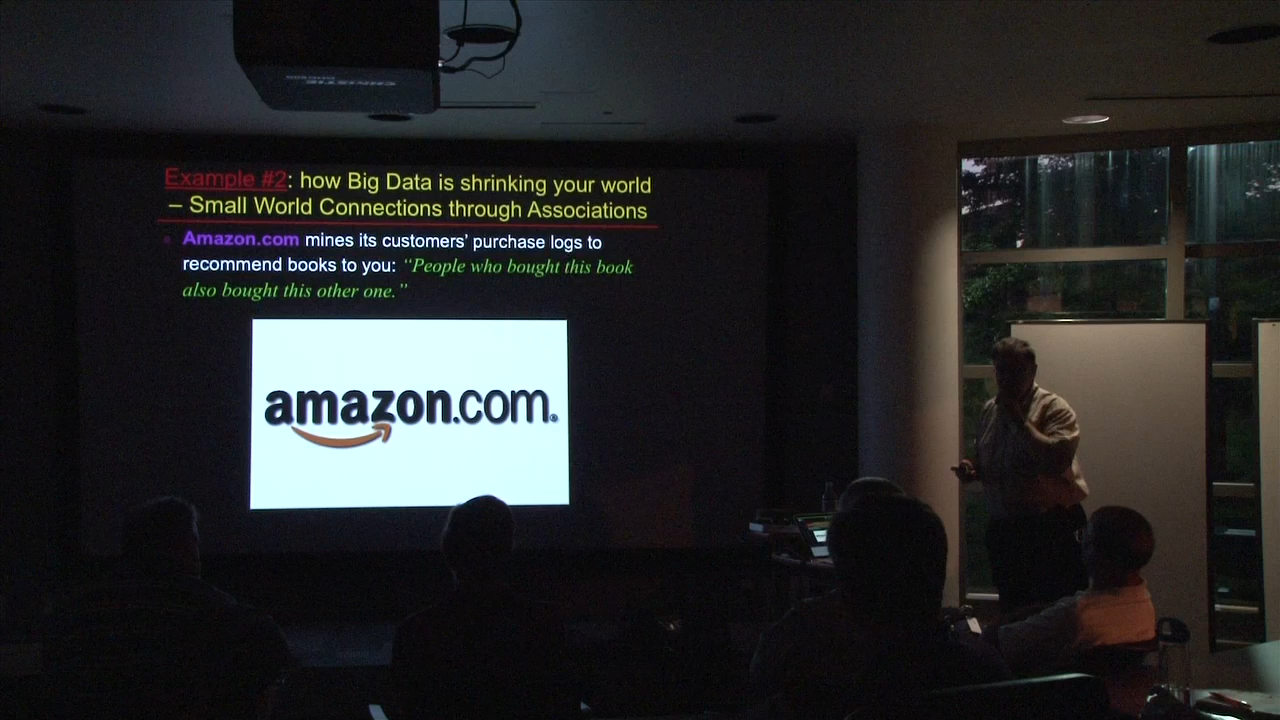 CHRISTIE
Example #2: how Big Data is shrinking your world
– Small World Connections through Associations
Amazon.com mines its customers’ purchase logs to
recommend books to you: “People who bought this book
also bought this other one.”
amazon.com®